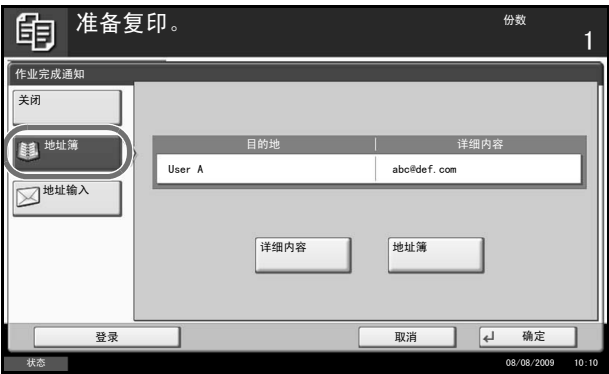 准备复印。
份数
1
作业完成通知
关闭
地址簿
地址输入
目的地 详细内容
User A abc@def.com
详细内容 地址簿
登录 取消 确定
状态 08/08/2009 10:10